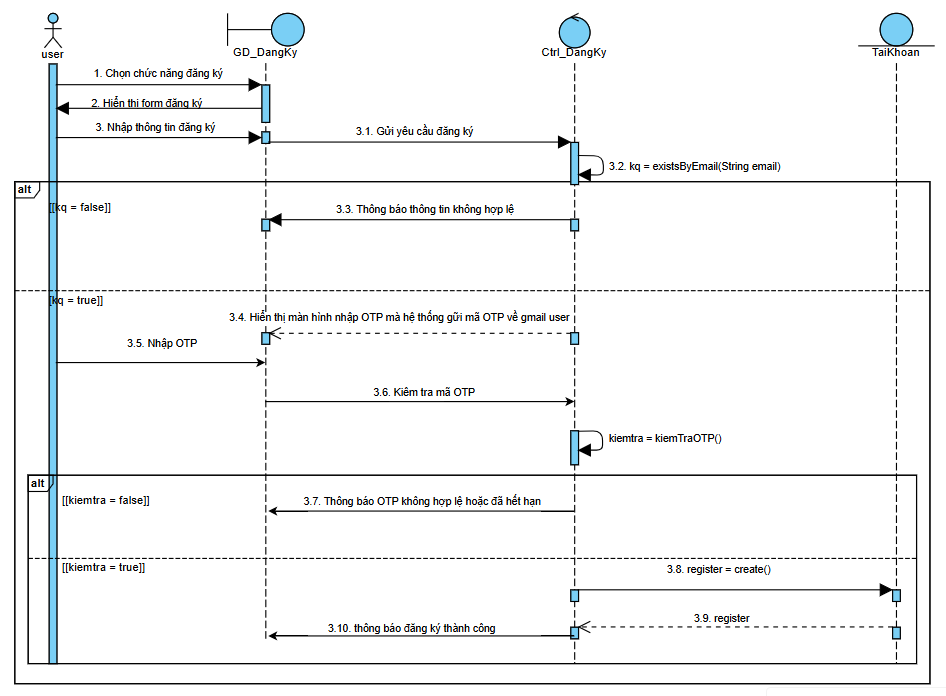 user
GD_DangKy
Ctrl_DangKy
TaiKhoan
1. Chọn chức năng đăng ký
2. Hiển thị form đăng ký
3. Nhập thông tin đăng ký
3.1. Gửi yêu cầu đăng ký
3.2. kq = existsByEmail(String email)
alt
[[kq = false]]
3.3. Thông báo thông tin không hợp lệ
[kq = true]]
3.4. Hiển thị màn hình nhập OTP mà hệ thống gửi mã OTP về gmail user
3.5. Nhập OTP
3.6. Kiêm tra mã OTP
kiemtra = kiemTraOTP()
alt
[[kiemtra = false]]
3.7. Thông báo OTP không hợp lệ hoặc đã hết hạn
[[kiemtra = true]]
3.8. register = create()
3.9. register
3.10. thông báo đăng ký thành công